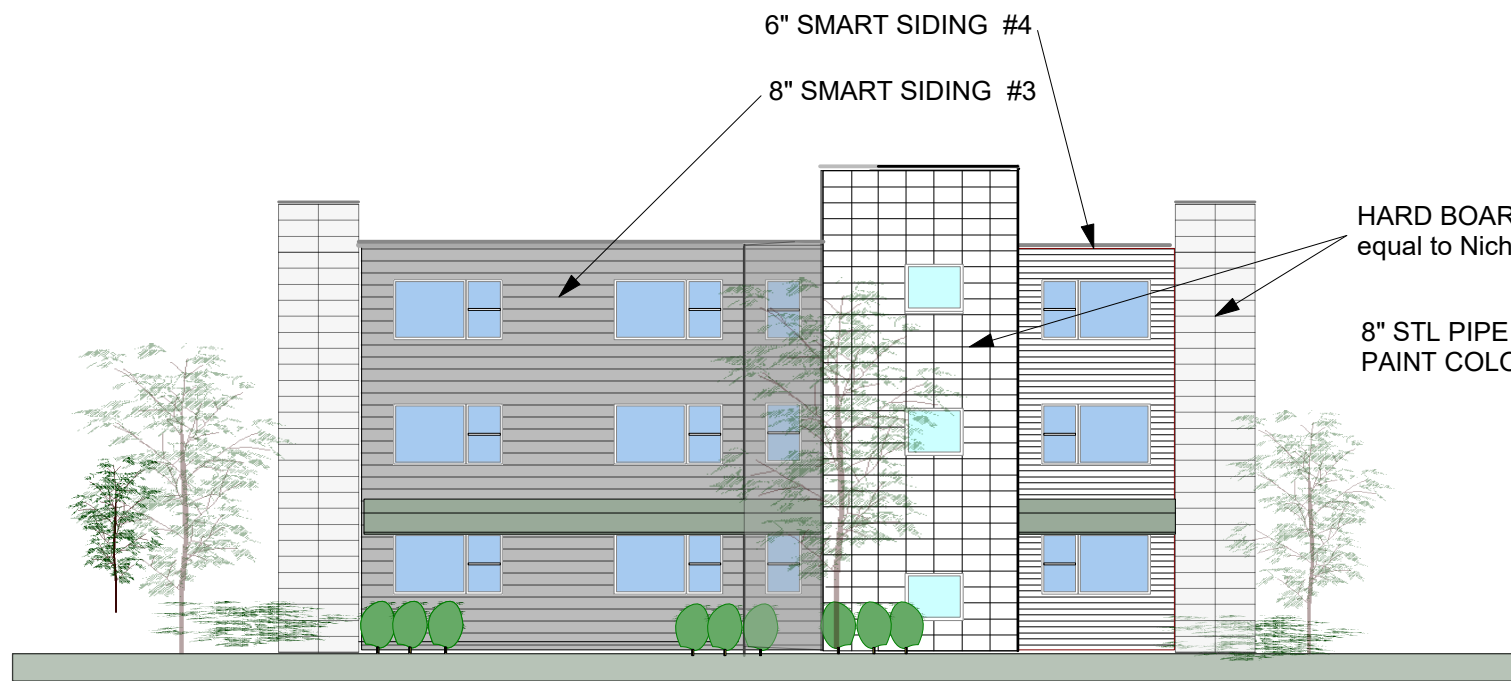 6" SMART SIDING #4
8" SMART SIDING #3
HARD BOAR
equal to Nich
8" STL PIPE
PAINT COLO